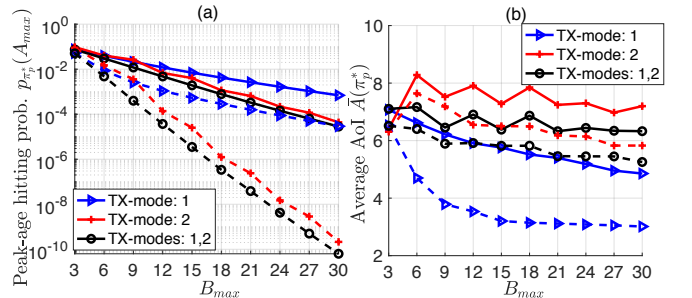 (a)
Peak-age hitting prob. p_{π_p^*}(A_{max})
10^0
10^{-2}
10^{-4}
10^{-6}
10^{-8}
10^{-10}
TX-mode: 1
TX-mode: 2
TX-modes: 1,2
3 6 9 12 15 18 21 24 27 30
B_{max}
(b)
Average AoI Ā(π_p^*)
10
8
6
4
2
TX-mode: 1
TX-mode: 2
TX-modes: 1,2
3 6 9 12 15 18 21 24 27 30
B_{max}